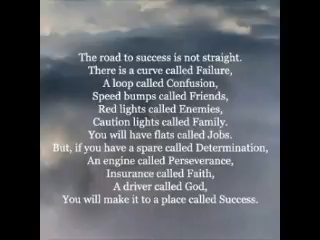 The road to success is not straight.
There is a curve called Failure,
A loop called Confusion,
Speed bumps called Friends,
Red lights called Enemies,
Caution lights called Family.
You will have flats called Jobs.
But, if you have a spare called Determination,
An engine called Perseverance,
Insurance called Faith,
A driver called God,
You will make it to a place called Success.